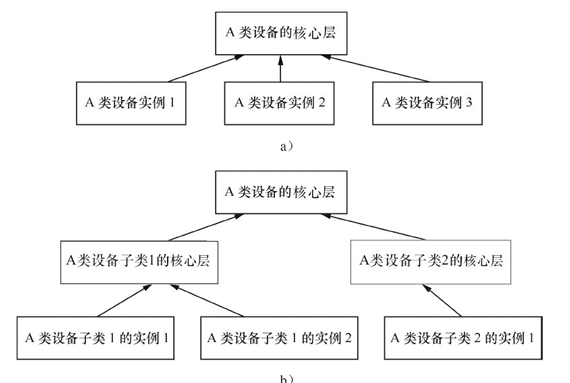 A 类设备的核心层
A 类设备实例 1
A 类设备实例 2
A 类设备实例 3
a）
A 类设备的核心层
A类设备子类1的核心层
A类设备子类2的核心层
A 类设备子类 1 的实例 1
A 类设备子类 1 的实例 2
A 类设备子类 2 的实例 1
b）